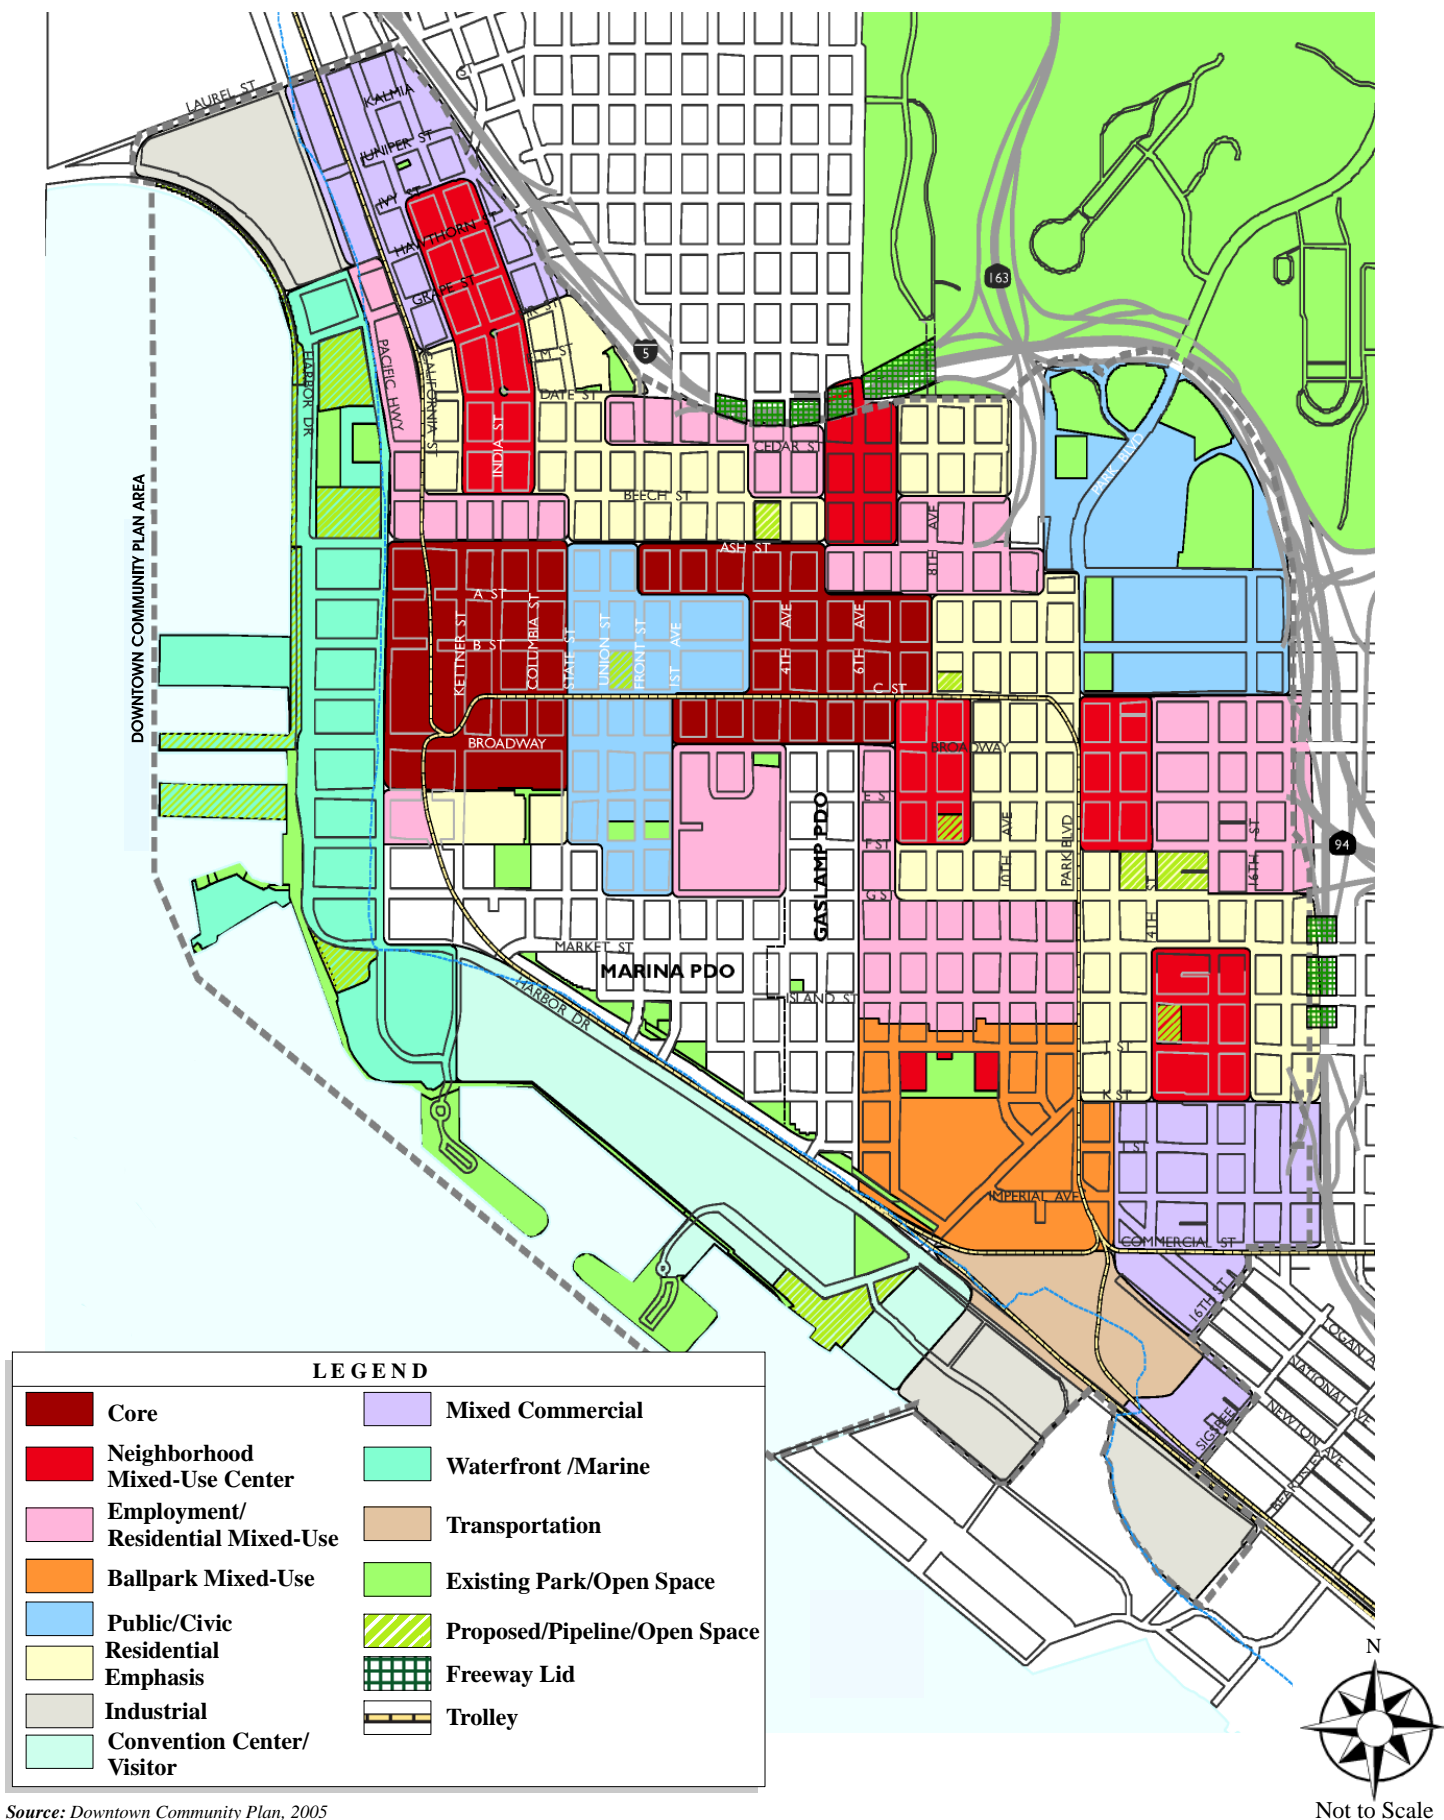 LAUREL ST
ST
KALMIA
JUNIPER ST
IVY ST
HAWTHORN ST
GRAPE ST
163
5
HARBOR DR
PACIFIC HWY
CALIFORNIA ST
INDIA ST
DATE ST
CEDAR ST
BEECH ST
ASH ST
8TH AVE
PARK BLVD
DOWNTOWN COMMUNITY PLAN AREA
A ST
B ST
C ST
KETTNER ST
COLUMBIA ST
STATE ST
UNION ST
FRONT ST
1ST AVE
4TH AVE
6TH AVE
BROADWAY
BROADWAY
GASLAMP PDO
F ST
G ST
10TH AVE
PARK BLVD
16TH ST
94
MARKET ST
MARINA PDO
HARBOR DR
ISLAND ST
K ST
IMPERIAL AVE
COMMERCIAL ST
16TH ST
LOGAN A
NATIONAL AVE
NEWTON AVE
SIGSBEE
BEARDSLEY AVE
LEGEND
Core
Neighborhood
Mixed-Use Center
Employment/
Residential Mixed-Use
Ballpark Mixed-Use
Public/Civic
Residential
Emphasis
Industrial
Convention Center/
Visitor
Mixed Commercial
Waterfront /Marine
Transportation
Existing Park/Open Space
Proposed/Pipeline/Open Space
Freeway Lid
Trolley
N
Not to Scale
Source: Downtown Community Plan, 2005